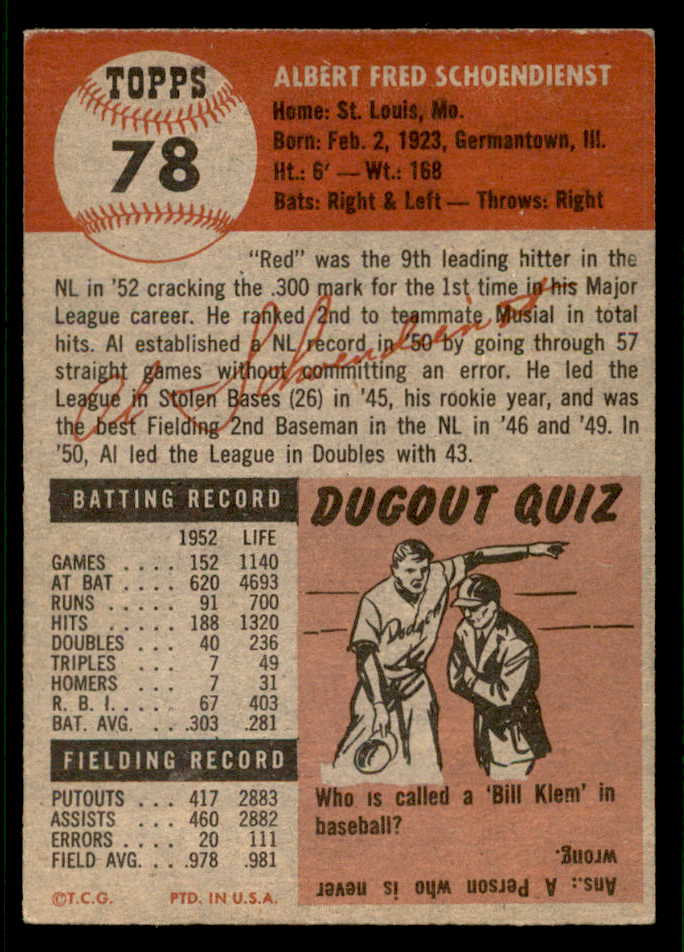 TOPPS
78
ALBERT FRED SCHOENDIENST
Home: St. Louis, Mo.
Born: Feb. 2, 1923, Germantown, Ill.
Ht.: 6' — Wt.: 168
Bats: Right & Left — Throws: Right
"Red" was the 9th leading hitter in the
NL in '52 cracking the .300 mark for the 1st time in his Major
League career. He ranked 2nd to teammate Musial in total
hits. Al established a NL record in '50 by going through 57
straight games without committing an error. He led the
League in Stolen Bases (26) in '45, his rookie year, and was
the best Fielding 2nd Baseman in the NL in '46 and '49. In
'50, Al led the League in Doubles with 43.
Al Schoendienst
BATTING RECORD
1952 LIFE
GAMES .... 152 1140
AT BAT .... 620 4693
RUNS ..... 91 700
HITS ..... 188 1320
DOUBLES .. 40 236
TRIPLES ... 7 49
HOMERS ... 7 31
R. B. I..... 67 403
BAT. AVG. ... .303 .281
FIELDING RECORD
PUTOUTS ... 417 2883
ASSISTS ... 460 2882
ERRORS .... 20 111
FIELD AVG. ... .978 .981
©T.C.G. PTD. IN U.S.A.
DUGOUT QUIZ
Dodgers
Who is called a 'Bill Klem' in
baseball?
Ans.: A Person who is never
wrong.